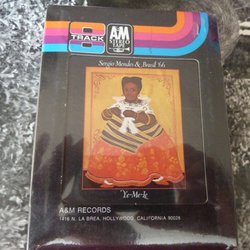 8
TRACK
A&M
STEREO
TAPE
Sergio Mendes & Brasil '66
Ye-Me-Le
A&M RECORDS
1416 N. LA BREA, HOLLYWOOD, CALIFORNIA 90028